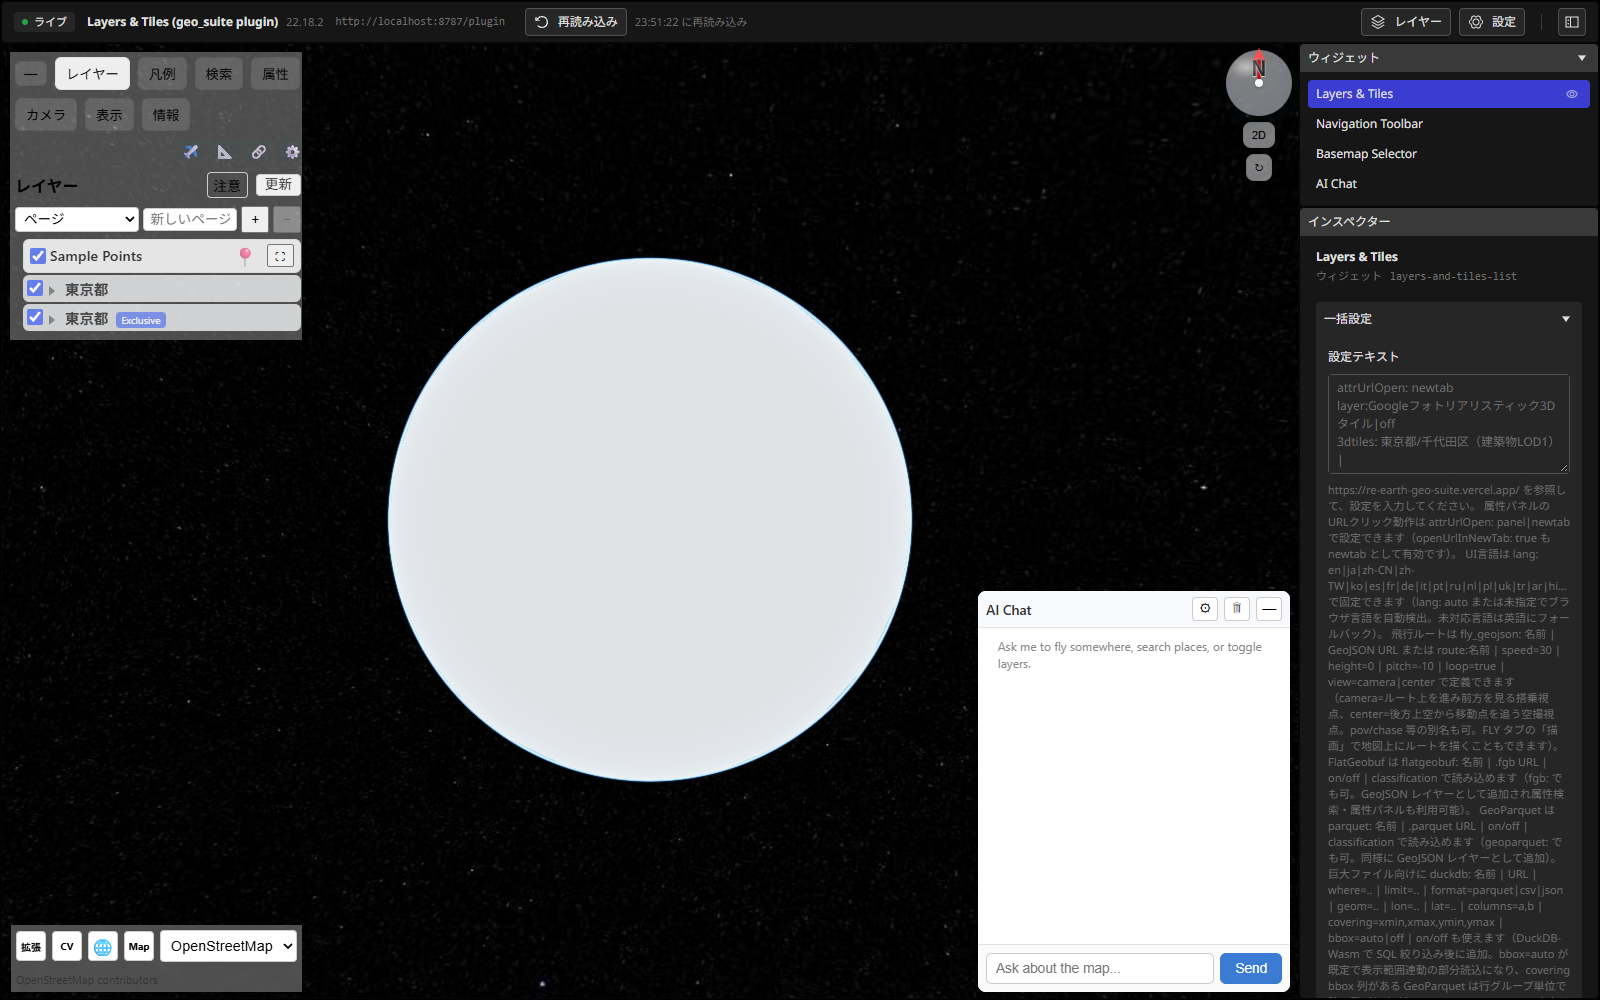 ライブ
Layers & Tiles (geo_suite plugin) 22.18.2 http://localhost:8787/plugin
再読み込み
23:51:22 に再読み込み
レイヤー
設定
—
レイヤー
凡例
検索
属性
カメラ
表示
情報
レイヤー
注意
更新
ページ
新しいページ
+
−
Sample Points
東京都
東京都 Exclusive
N
2D
AI Chat
Ask me to fly somewhere, search places, or toggle
layers.
Ask about the map...
Send
拡張
CV
Map
OpenStreetMap
OpenStreetMap contributors
ウィジェット
Layers & Tiles
Navigation Toolbar
Basemap Selector
AI Chat
インスペクター
Layers & Tiles
ウィジェット layers-and-tiles-list
一括設定
設定テキスト
attrUrlOpen: newtab
layer:Googleフォトリアリスティック3D
タイル|off
3dtiles: 東京都/千代田区（建築物LOD1）
|
https://re-earth-geo-suite.vercel.app/ を参照し
て、設定を入力してください。 属性パネルの
URLクリック動作は attrUrlOpen: panel|newtab
で設定できます（openUrlInNewTab: true も
newtab として有効です）。 UI言語は lang:
en|ja|zh-CN|zh-
TW|ko|es|fr|de|it|pt|ru|nl|pl|uk|tr|ar|hi...
で固定できます（lang: auto または未指定でブラ
ウザ言語を自動検出。未対応言語は英語にフォー
ルバック）。 飛行ルートは fly_geojson: 名前 |
GeoJSON URL または route:名前 | speed=30 |
height=0 | pitch=-10 | loop=true |
view=camera|center で定義できます
（camera=ルート上を進み前方を見る搭乗視
点、center=後方上空から移動点を追う空撮視
点。pov/chase 等の別名も可。FLY タブの「描
画」で地図上にルートを描くこともできます）。
FlatGeobuf は flatgeobuf: 名前 | .fgb URL |
on/off | classification で読み込めます（fgb: で
も可。GeoJSON レイヤーとして追加され属性検
索・属性パネルも利用可能）。 GeoParquet は
parquet: 名前 | .parquet URL | on/off |
classification で読み込めます（geoparquet: で
も可。同様に GeoJSON レイヤーとして追加）。
巨大ファイル向けに duckdb: 名前 | URL |
where=.. | limit=.. | format=parquet|csv|json
| geom=.. | lon=.. | lat=.. | columns=a,b |
covering=xmin,xmax,ymin,ymax |
bbox=auto|off | on/off も使えます（DuckDB-
Wasm で SQL 絞り込み後に追加。bbox=auto が
既定で表示範囲連動の部分読込になり、covering
bbox 列がある GeoParquet は行グループ単位で